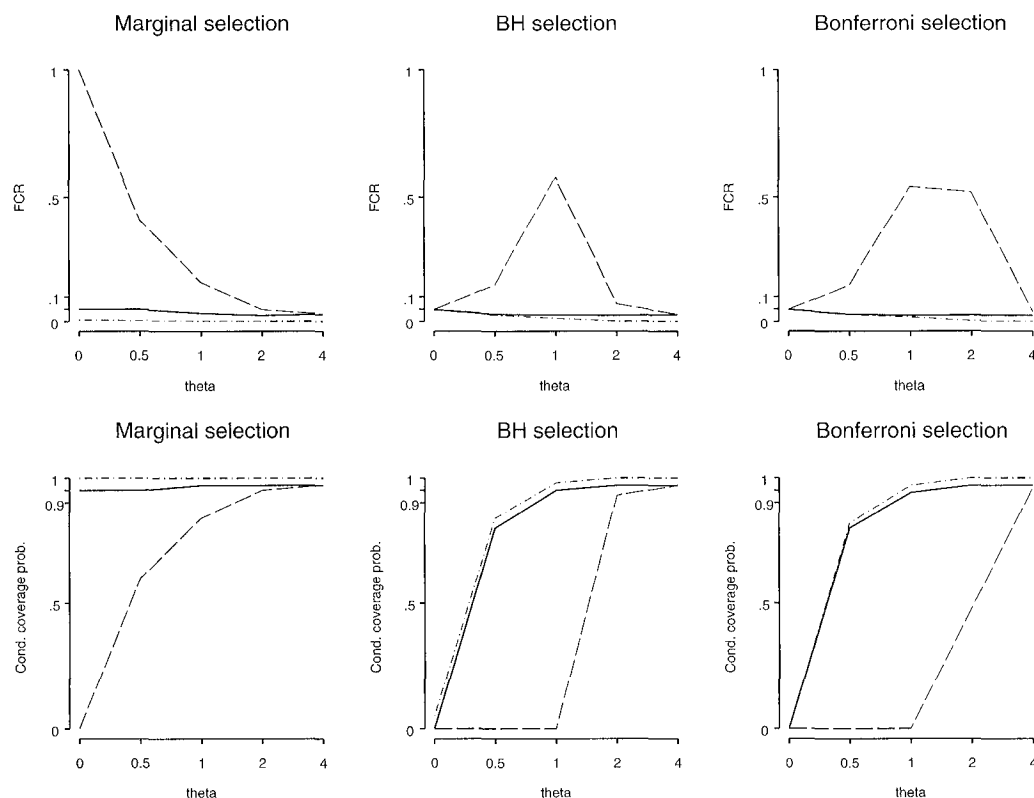 Marginal selection
BH selection
Bonferroni selection
1
.5
.1
0
FCR
0 0.5 1 2 4
theta
1
.5
.1
0
FCR
0 0.5 1 2 4
theta
1
.5
.1
0
FCR
0 0.5 1 2 4
theta
Marginal selection
BH selection
Bonferroni selection
1
0.9
.5
0
Cond. coverage prob.
0 0.5 1 2 4
theta
1
0.9
.5
0
Cond. coverage prob.
0 0.5 1 2 4
theta
1
0.9
.5
0
Cond. coverage prob.
0 0.5 1 2 4
theta